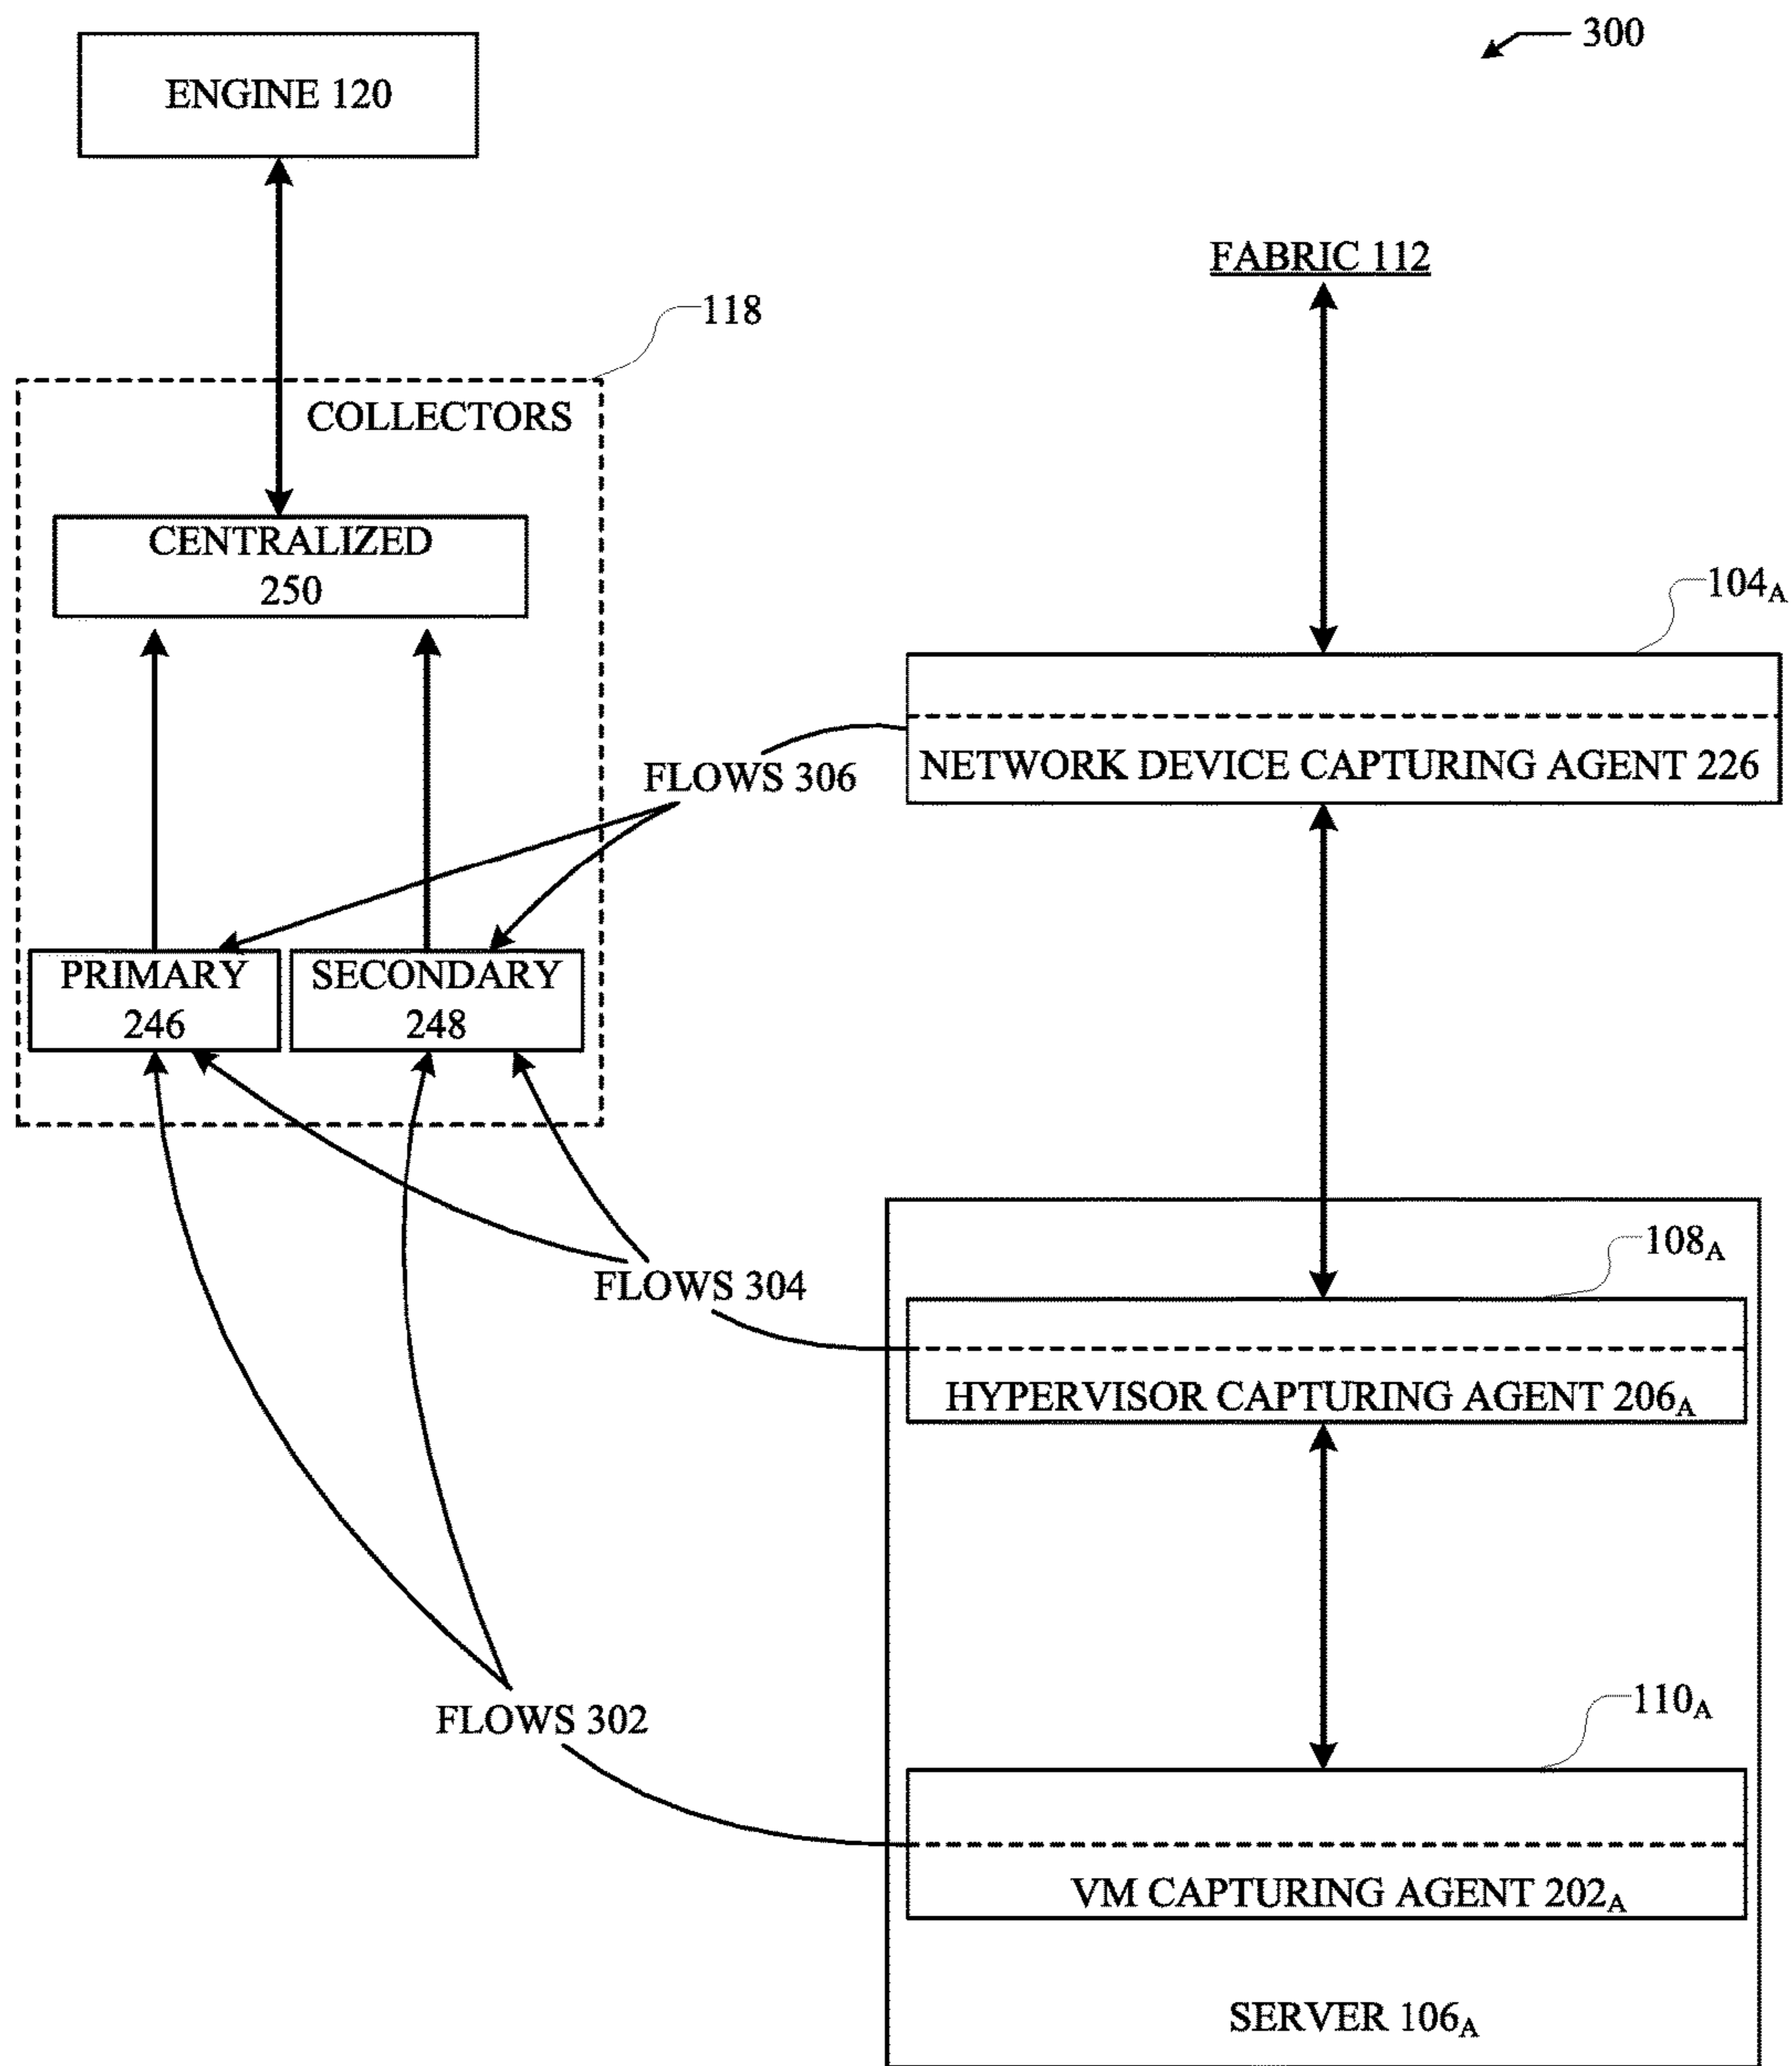 300
ENGINE 120
FABRIC 112
118
COLLECTORS
CENTRALIZED
250
104A
FLOWS 306
NETWORK DEVICE CAPTURING AGENT 226
PRIMARY
246
SECONDARY
248
108A
FLOWS 304
HYPERVISOR CAPTURING AGENT 206A
110A
FLOWS 302
VM CAPTURING AGENT 202A
SERVER 106A